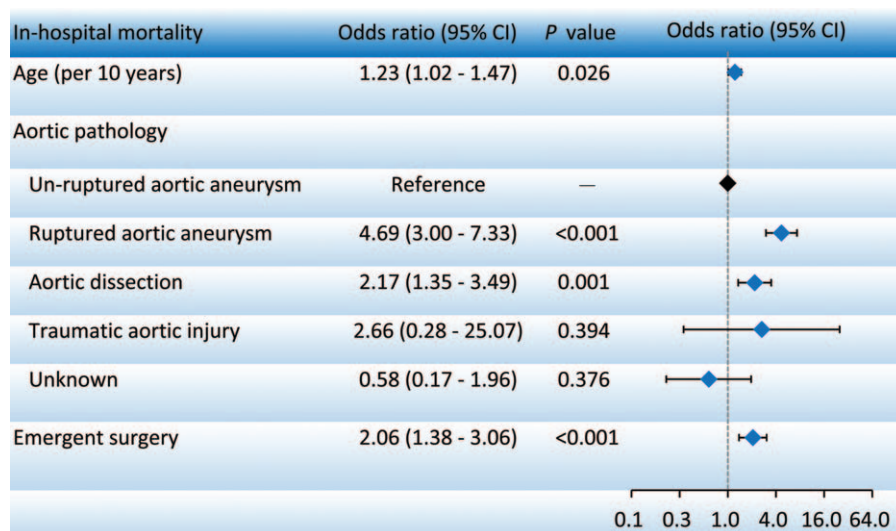 In-hospital mortality Odds ratio (95% CI) P value Odds ratio (95% CI)
Age (per 10 years) 1.23 (1.02 - 1.47) 0.026
Aortic pathology
Un-ruptured aortic aneurysm Reference —
Ruptured aortic aneurysm 4.69 (3.00 - 7.33) <0.001
Aortic dissection 2.17 (1.35 - 3.49) 0.001
Traumatic aortic injury 2.66 (0.28 - 25.07) 0.394
Unknown 0.58 (0.17 - 1.96) 0.376
Emergent surgery 2.06 (1.38 - 3.06) <0.001
0.1 0.3 1.0 4.0 16.0 64.0